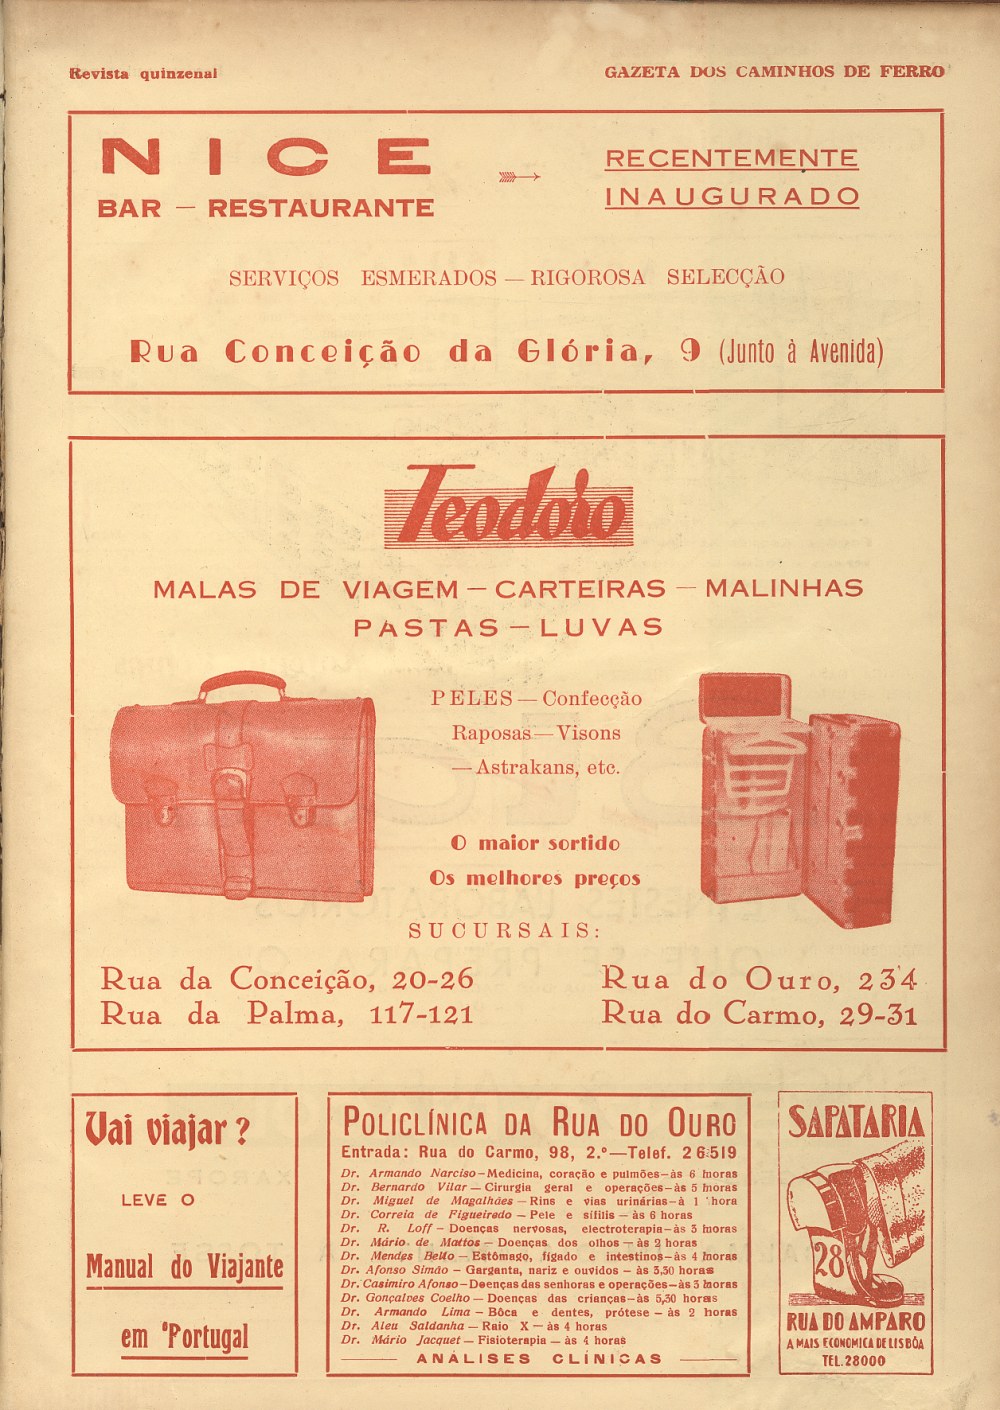 Revista quinzenal
GAZETA DOS CAMINHOS DE FERRO
NICE
BAR — RESTAURANTE
RECENTEMENTE
INAUGURADO
SERVIÇOS ESMERADOS — RIGOROSA SELECÇÃO
Rua Conceição da Glória, 9 (Junto à Avenida)
Teodoro
MALAS DE VIAGEM — CARTEIRAS — MALINHAS
PASTAS — LUVAS
PELES — Confecção
Raposas — Visons
— Astrakans, etc.
O maior sortido
Os melhores preços
SUCURSAIS:
Rua da Conceição, 20-26
Rua da Palma, 117-121
Rua do Ouro, 234
Rua do Carmo, 29-31
Vai viajar?
LEVE O
Manual do Viajante
em Portugal
POLICLÍNICA DA RUA DO OURO
Entrada: Rua do Carmo, 98, 2.º — Telef. 26519
Dr. Armando Narciso — Medicina, coração e pulmões — às 6 horas
Dr. Bernardo Vilar — Cirurgia geral e operações — às 5 horas
Dr. Miguel de Magalhães — Rins e vias urinárias — à 1 hora
Dr. Correia de Figueiredo — Pele e sífilis — às 6 horas
Dr. R. Loff — Doenças nervosas, electroterapia — às 3 horas
Dr. Mário de Mattos — Doenças dos olhos — às 2 horas
Dr. Mendes Bello — Estômago, fígado e intestinos — às 4 horas
Dr. Afonso Simão — Garganta, nariz e ouvidos — às 3,30 horas
Dr. Casimiro Afonso — Doenças das senhoras e operações — às 3 horas
Dr. Gonçalves Coelho — Doenças das crianças — às 5,30 horas
Dr. Armando Lima — Bôca e dentes, prótese — às 2 horas
Dr. Aleu Saldanha — Raio X — às 4 horas
Dr. Mário Jacquet — Fisioterapia — às 4 horas
ANÁLISES CLÍNICAS
SAPATARIA
28
RUA DO AMPARO
A MAIS ECONOMICA DE LISBÔA
TEL. 28000